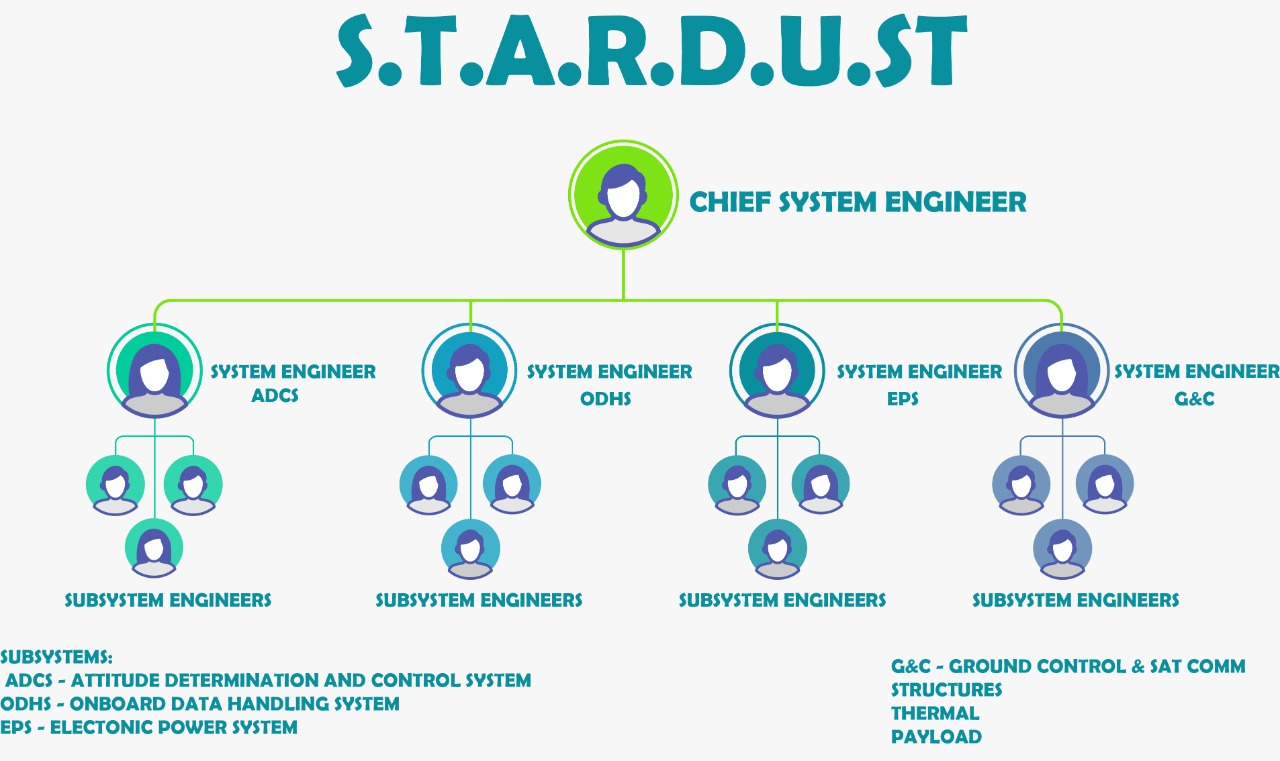 S.T.A.R.D.U.ST
CHIEF SYSTEM ENGINEER
SYSTEM ENGINEER
ADCS
SYSTEM ENGINEER
ODHS
SYSTEM ENGINEER
EPS
SYSTEM ENGINEER
G&C
SUBSYSTEM ENGINEERS
SUBSYSTEM ENGINEERS
SUBSYSTEM ENGINEERS
SUBSYSTEM ENGINEERS
SUBSYSTEMS:
ADCS - ATTITUDE DETERMINATION AND CONTROL SYSTEM
ODHS - ONBOARD DATA HANDLING SYSTEM
EPS - ELECTONIC POWER SYSTEM
G&C - GROUND CONTROL & SAT COMM
STRUCTURES
THERMAL
PAYLOAD